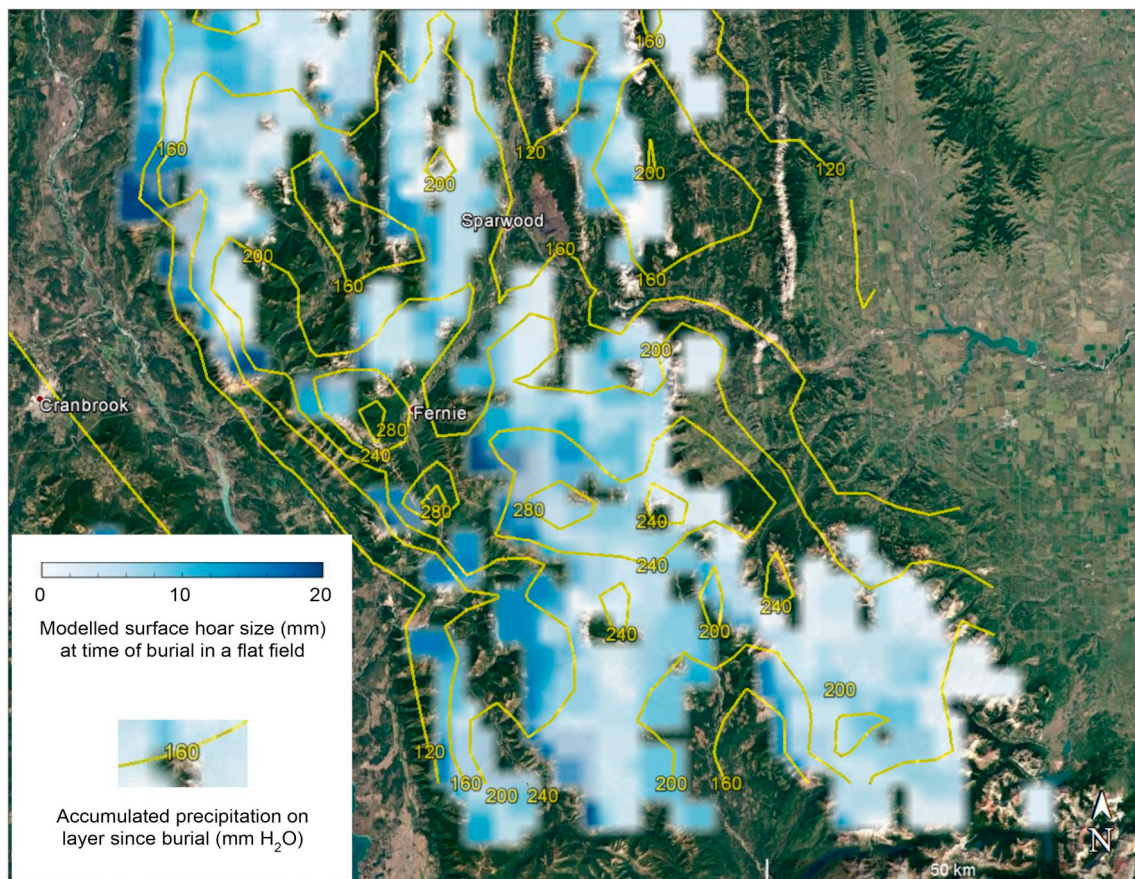 160
120
160
200
200
120
Sparwood
200
160
160
160
200
Cranbrook
Fernie
280
240
280
280
240
240
240
200
240
200
120
160
200
240
200
160
0 10 20
Modelled surface hoar size (mm)
at time of burial in a flat field
160
Accumulated precipitation on
layer since burial (mm H₂O)
N
50 km